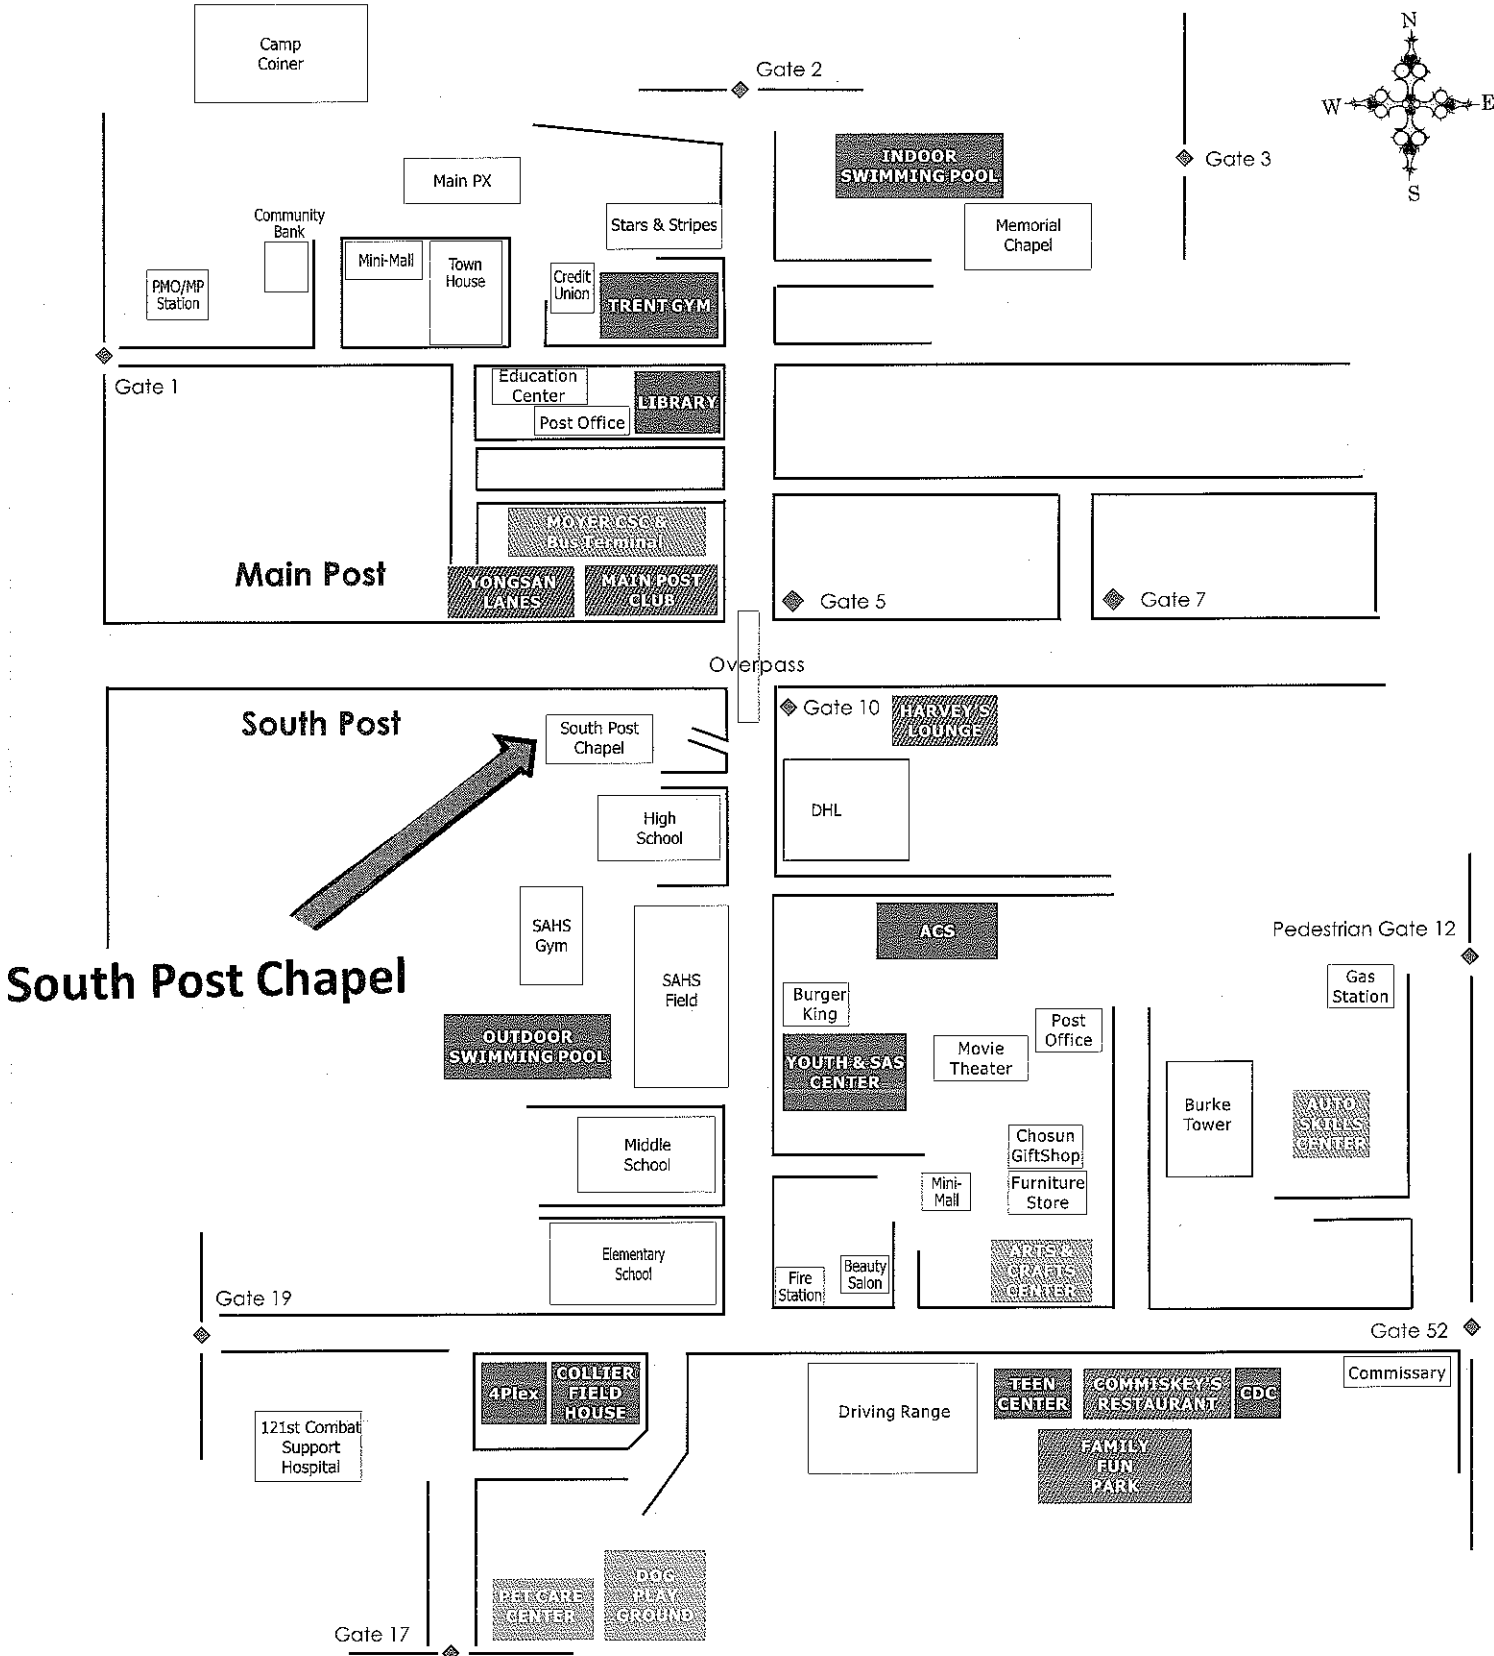 Camp
Coiner
Gate 2
N
W
E
S
Gate 3
INDOOR
SWIMMING POOL
Main PX
Stars & Stripes
Memorial
Chapel
Community
Bank
Mini-Mall
Town
House
Credit
Union
TRENT GYM
PMO/MP
Station
Gate 1
Education
Center
LIBRARY
Post Office
MOYER CSC &
Bus Terminal
Main Post
YONGSAN
LANES
MAIN POST
CLUB
Gate 5
Gate 7
Overpass
South Post
South Post
Chapel
Gate 10
HARVEY'S
LOUNGE
High
School
DHL
SAHS
Gym
ACS
Pedestrian Gate 12
South Post Chapel
SAHS
Field
Burger
King
Gas
Station
OUTDOOR
SWIMMING POOL
YOUTH & SAS
CENTER
Movie
Theater
Post
Office
Burke
Tower
AUTO
SKILLS
CENTER
Middle
School
Chosun
GiftShop
Mini-
Mall
Furniture
Store
Elementary
School
Fire
Station
Beauty
Salon
ARTS &
CRAFTS
CENTER
Gate 19
Gate 52
4Plex
COLLIER
FIELD
HOUSE
Driving Range
TEEN
CENTER
COMMISKEY'S
RESTAURANT
CDC
Commissary
121st Combat
Support
Hospital
FAMILY
FUN
PARK
PET CARE
CENTER
DOG
PLAY
GROUND
Gate 17